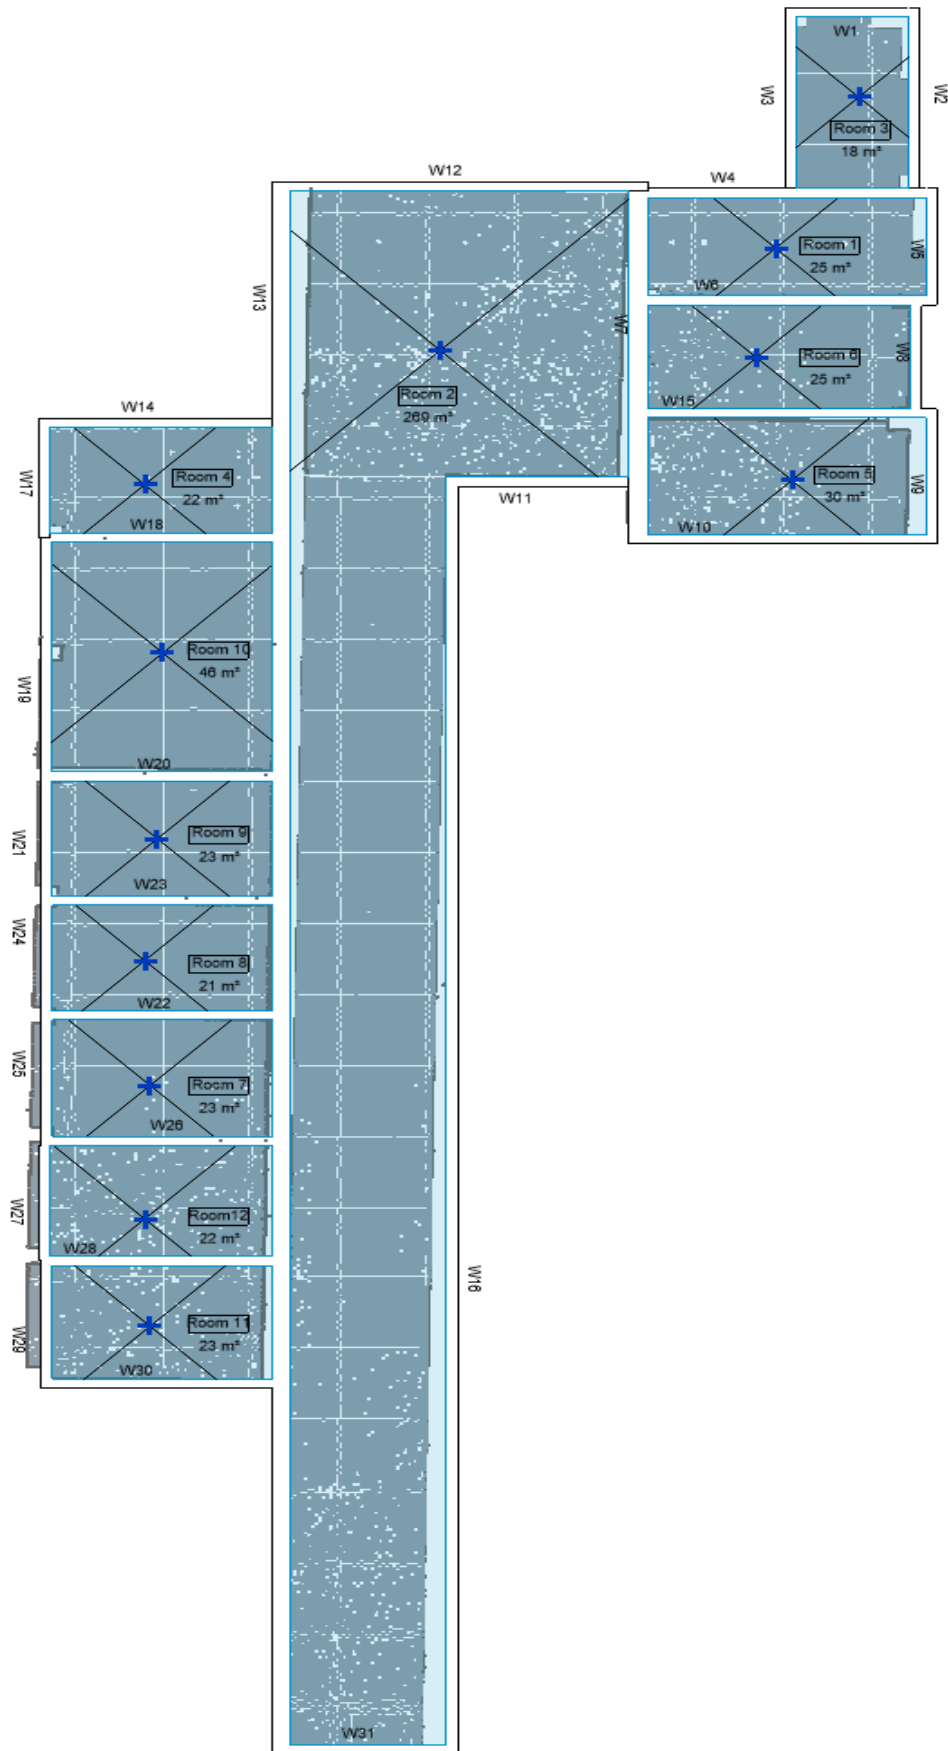 W1
W2
W3
Room 3
18 m²
W12
W4
Room 1
25 m²
W5
W6
W13
W7
Room 6
25 m²
W8
W15
Room 2
269 m²
W14
Room 4
22 m²
W17
W18
W11
Room 5
30 m²
W9
W10
Room 10
46 m²
W19
W20
Room 9
23 m²
W21
W23
W24
Room 8
21 m²
W22
W25
Room 7
23 m²
W26
W27
Room12
22 m²
W28
W16
W29
Room 11
23 m²
W30
W31